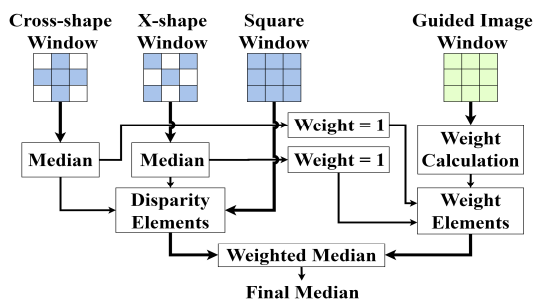 Cross-shape
Window
X-shape
Window
Square
Window
Guided Image
Window
Weight = 1
Median
Median
Weight = 1
Weight
Calculation
Disparity
Elements
Weight
Elements
Weighted Median
Final Median